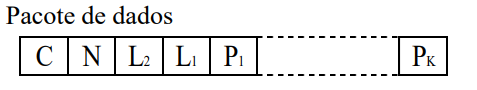 Pacote de dados
C N L2 L1 P1 PK